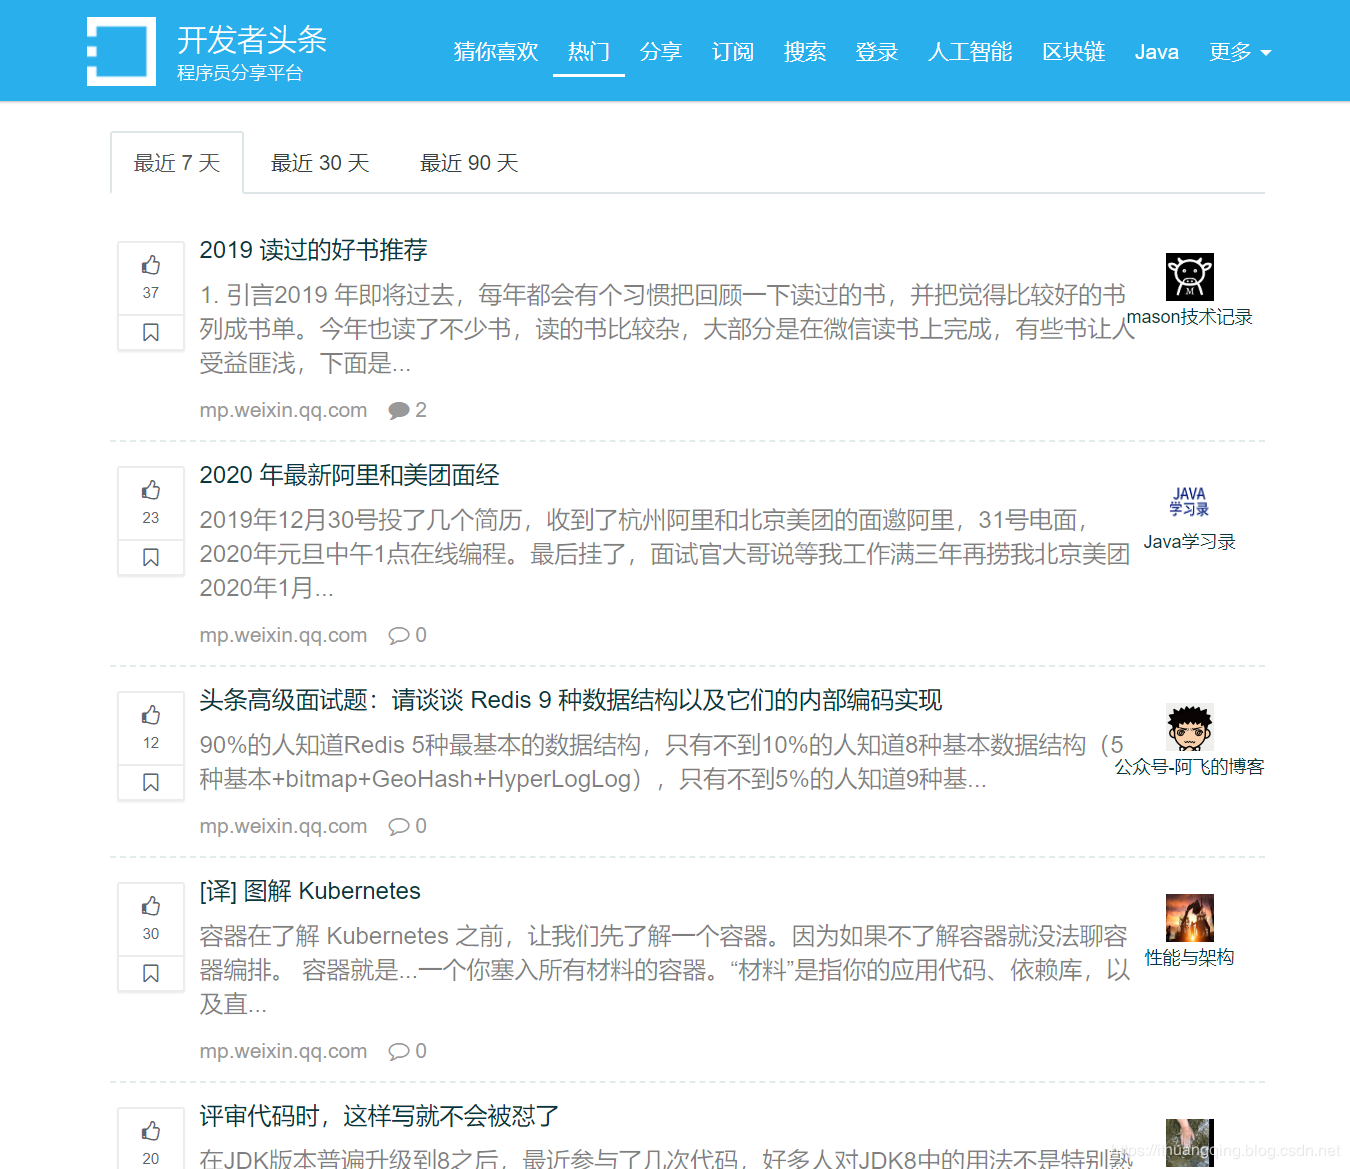 开发者头条
程序员分享平台
猜你喜欢 热门 分享 订阅 搜索 登录 人工智能 区块链 Java 更多
最近 7 天 最近 30 天 最近 90 天
37
2019 读过的好书推荐
1. 引言2019 年即将过去，每年都会有个习惯把回顾一下读过的书，并把觉得比较好的书
列成书单。今年也读了不少书，读的书比较杂，大部分是在微信读书上完成，有些书让人
受益匪浅，下面是...
mp.weixin.qq.com 2
M
mason技术记录
23
2020 年最新阿里和美团面经
2019年12月30号投了几个简历，收到了杭州阿里和北京美团的面邀阿里，31号电面，
2020年元旦中午1点在线编程。最后挂了，面试官大哥说等我工作满三年再捞我北京美团
2020年1月...
mp.weixin.qq.com 0
JAVA
学习录
Java学习录
12
头条高级面试题：请谈谈 Redis 9 种数据结构以及它们的内部编码实现
90%的人知道Redis 5种最基本的数据结构，只有不到10%的人知道8种基本数据结构（5
种基本+bitmap+GeoHash+HyperLogLog），只有不到5%的人知道9种基...
mp.weixin.qq.com 0
公众号-阿飞的博客
30
[译] 图解 Kubernetes
容器在了解 Kubernetes 之前，让我们先了解一个容器。因为如果不了解容器就没法聊容
器编排。 容器就是...一个你塞入所有材料的容器。“材料”是指你的应用代码、依赖库，以
及直...
mp.weixin.qq.com 0
性能与架构
20
评审代码时，这样写就不会被怼了
在JDK版本普遍升级到8之后，最近参与了几次代码，好多人对JDK8中的用法不是特别熟